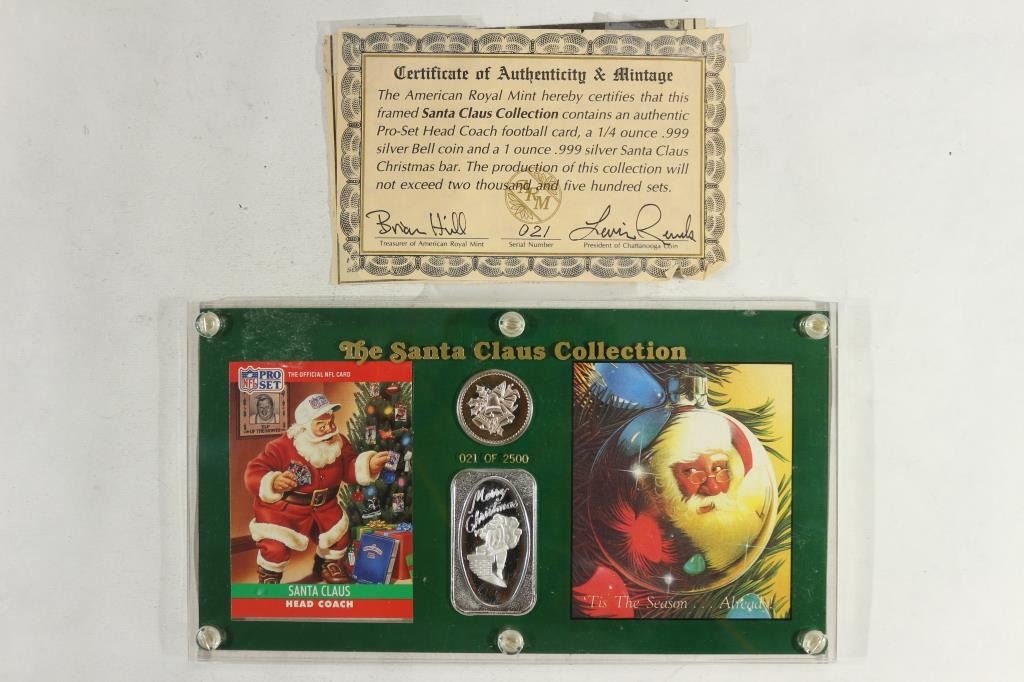 Certificate of Authenticity & Mintage
The American Royal Mint hereby certifies that this
framed Santa Claus Collection contains an authentic
Pro-Set Head Coach football card, a 1/4 ounce .999
silver Bell coin and a 1 ounce .999 silver Santa Claus
Christmas bar. The production of this collection will
not exceed two thousand and five hundred sets.
ARM
Brian Hill 021
Treasurer of American Royal Mint Serial Number President of Chattanooga Coin
The Santa Claus Collection
NFL PRO SET THE OFFICIAL NFL CARD
021 OF 2500
Merry
Christmas
SANTA CLAUS
HEAD COACH
'Tis The Season . . . Already!